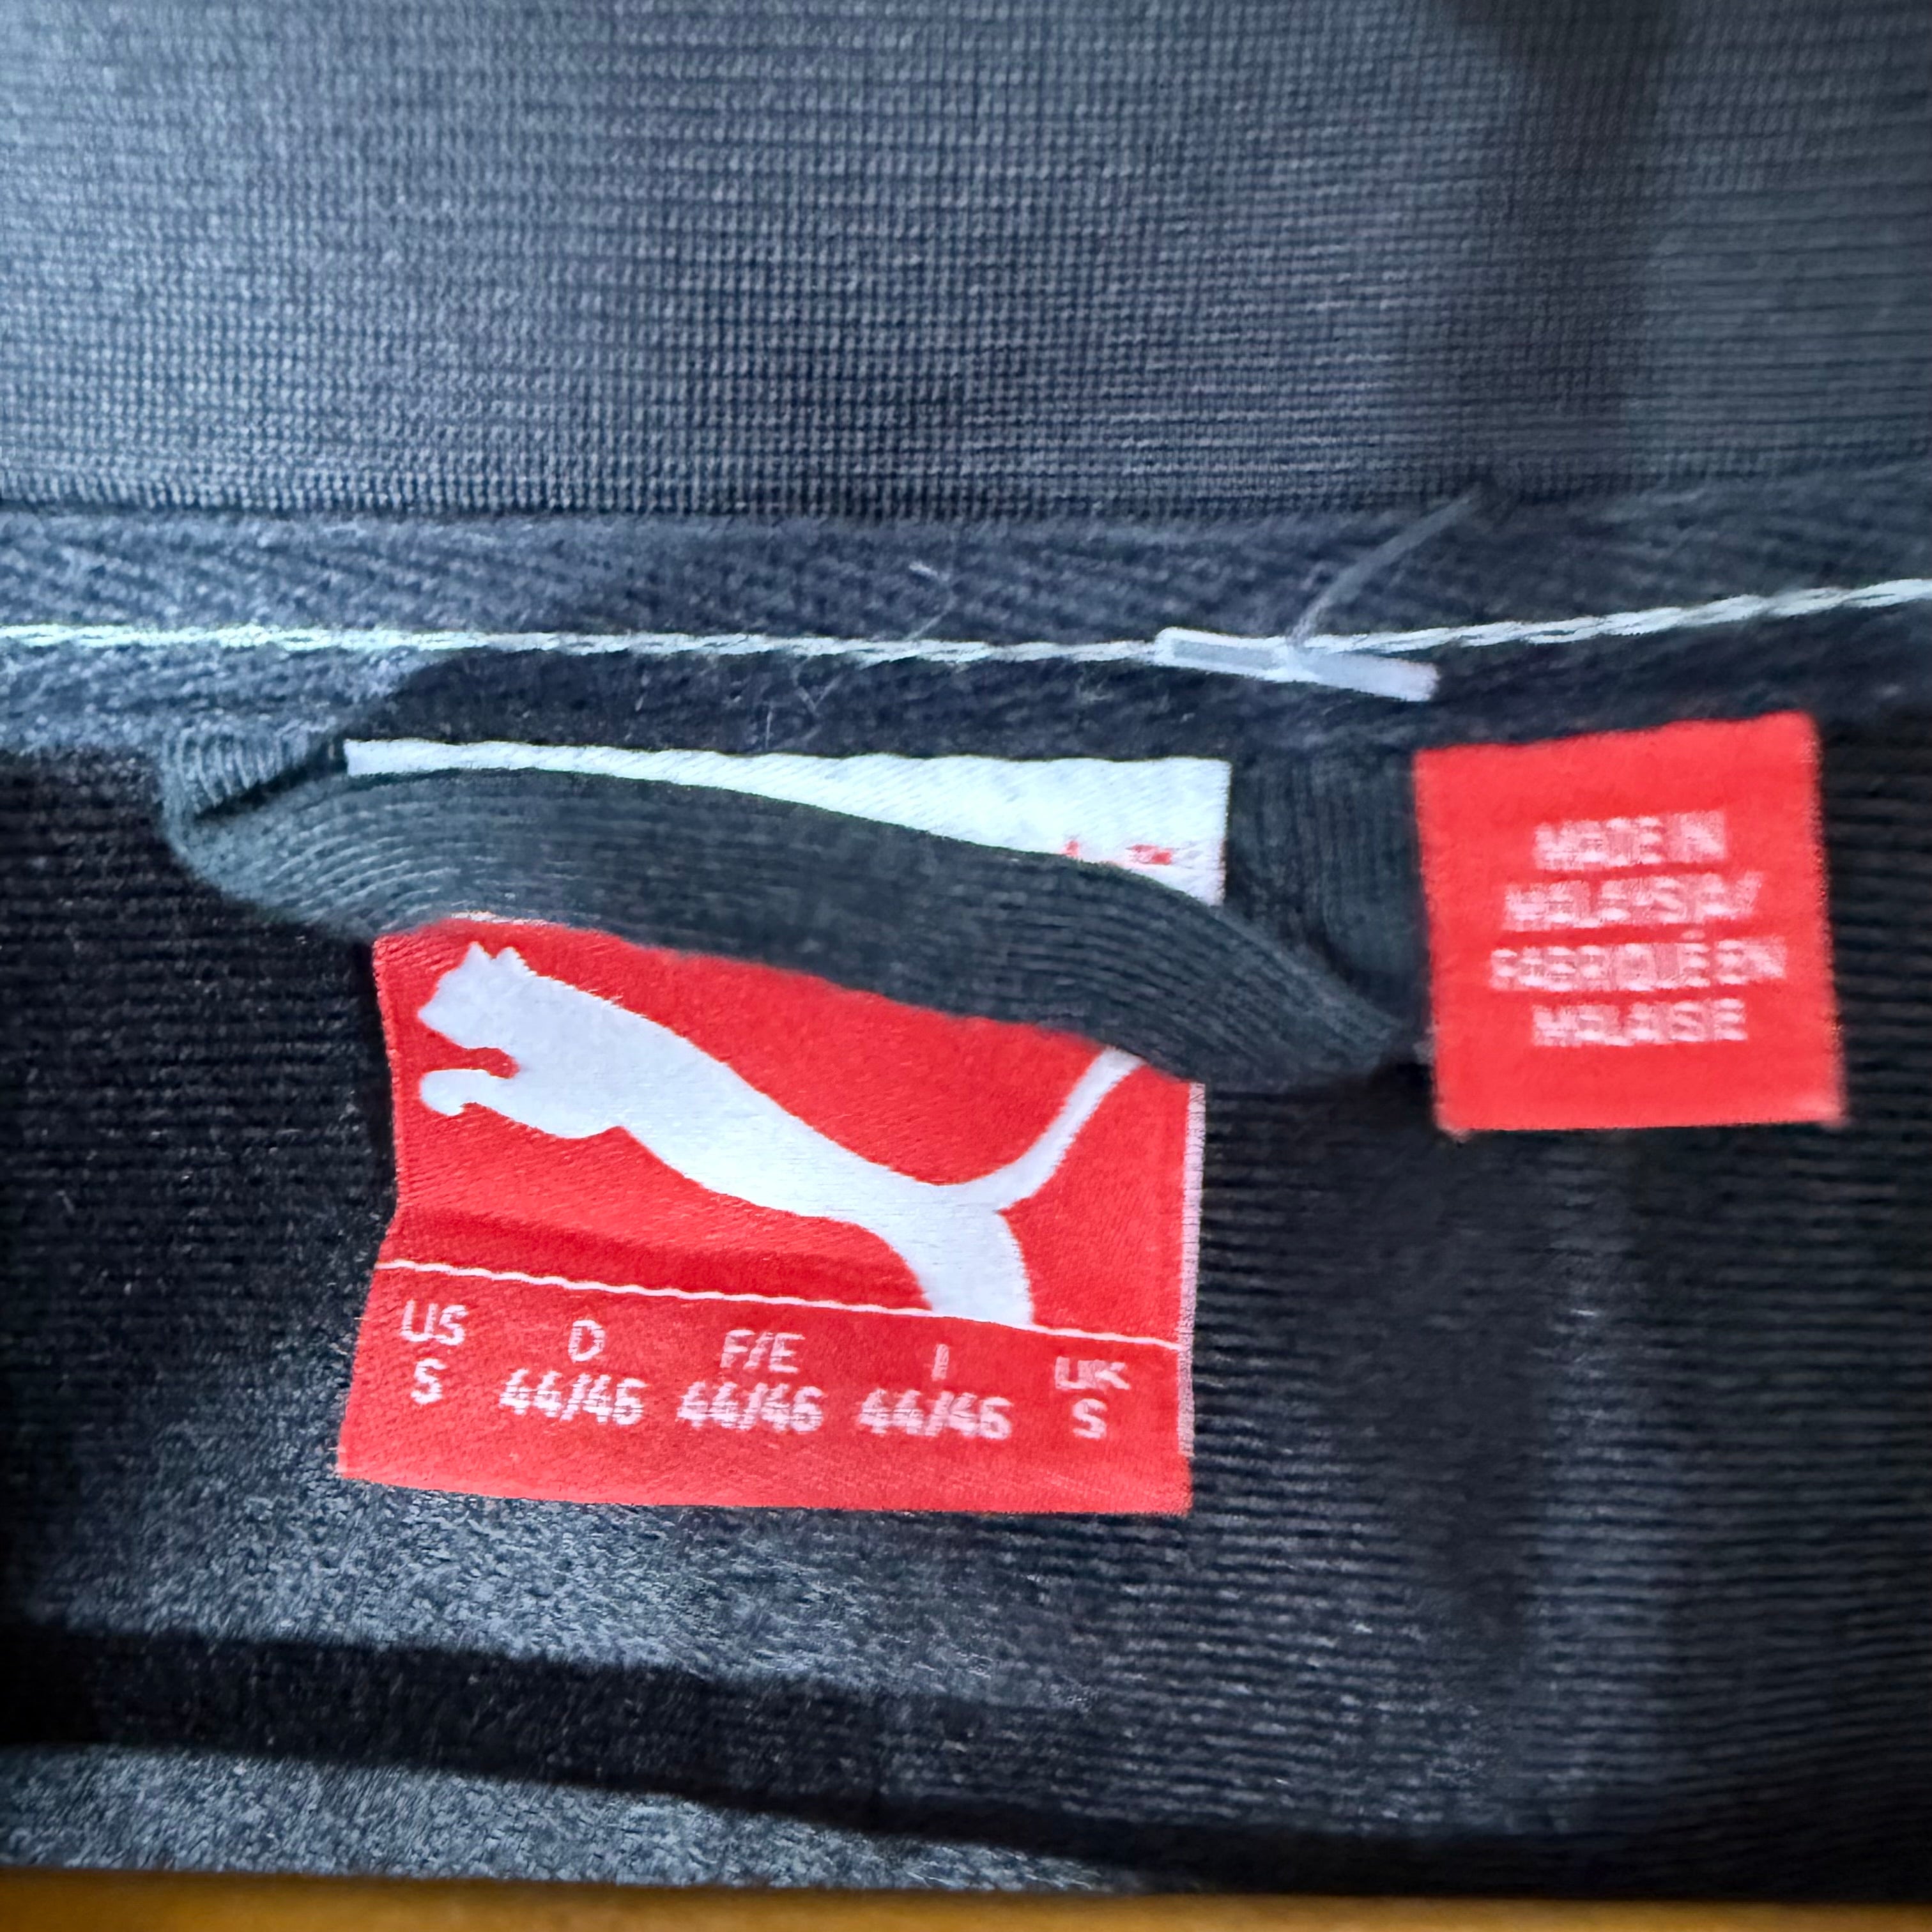 US D F/E I UK
S 44/46 44/46 44/46 S
MADE IN
MALAYSIA/
FABRIQUÉ EN
MALAISIE